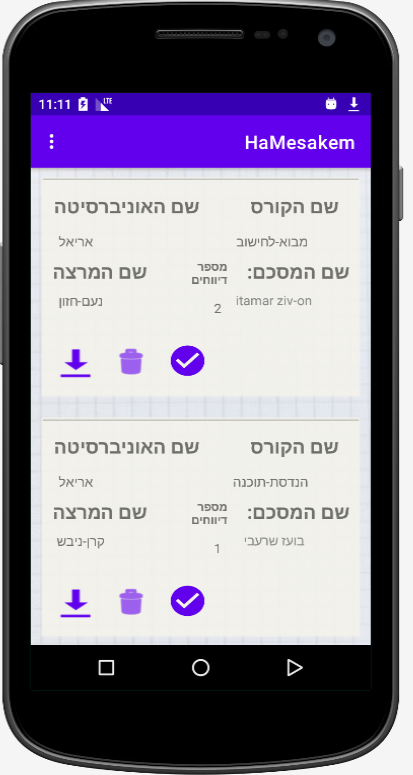 11:11 LTE
HaMesakem
שם הקורס שם האוניברסיטה
מבוא-לחישוב אריאל
שם המסכם: מספר דיווחים שם המרצה
itamar ziv-on 2 נעם-חזון
שם הקורס שם האוניברסיטה
הנדסת-תוכנה אריאל
שם המסכם: מספר דיווחים שם המרצה
בועז שרעבי 1 קרן-ניבש